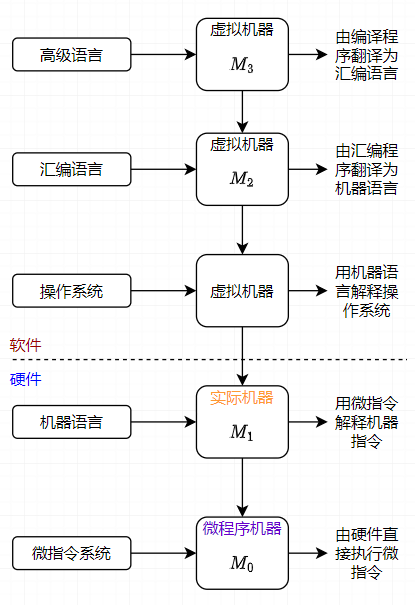 高级语言
虚拟机器
M3
由编译程
序翻译为
汇编语言
汇编语言
虚拟机器
M2
由汇编程
序翻译为
机器语言
操作系统
虚拟机器
用机器语
言解释操
作系统
软件
硬件
机器语言
实际机器
M1
用微指令
解释机器
指令
微指令系统
微程序机器
M0
由硬件直
接执行微
指令